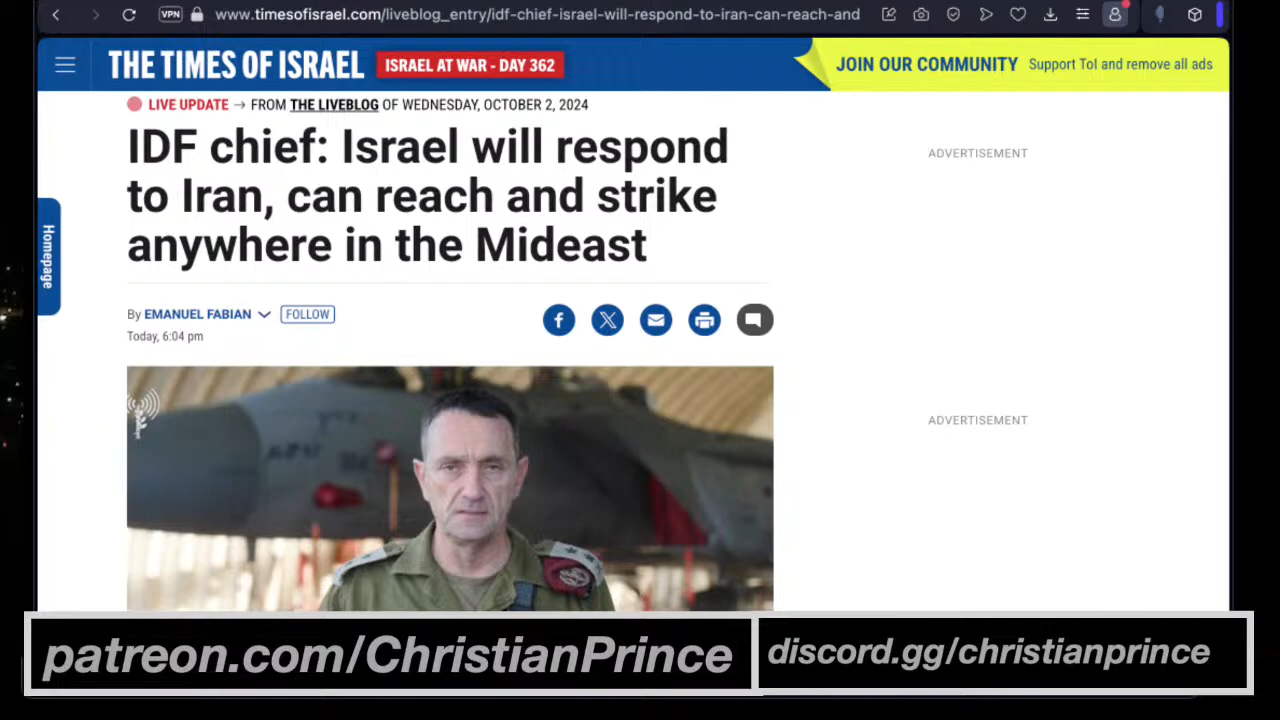 VPN
www.timesofisrael.com/liveblog_entry/idf-chief-israel-will-respond-to-iran-can-reach-and
THE TIMES OF ISRAEL
ISRAEL AT WAR - DAY 362
JOIN OUR COMMUNITY Support ToI and remove all ads
LIVE UPDATE → FROM THE LIVEBLOG OF WEDNESDAY, OCTOBER 2, 2024
IDF chief: Israel will respond
to Iran, can reach and strike
anywhere in the Mideast
ADVERTISEMENT
Homepage
By EMANUEL FABIAN FOLLOW
Today, 6:04 pm
ADVERTISEMENT
patreon.com/ChristianPrince
discord.gg/christianprince